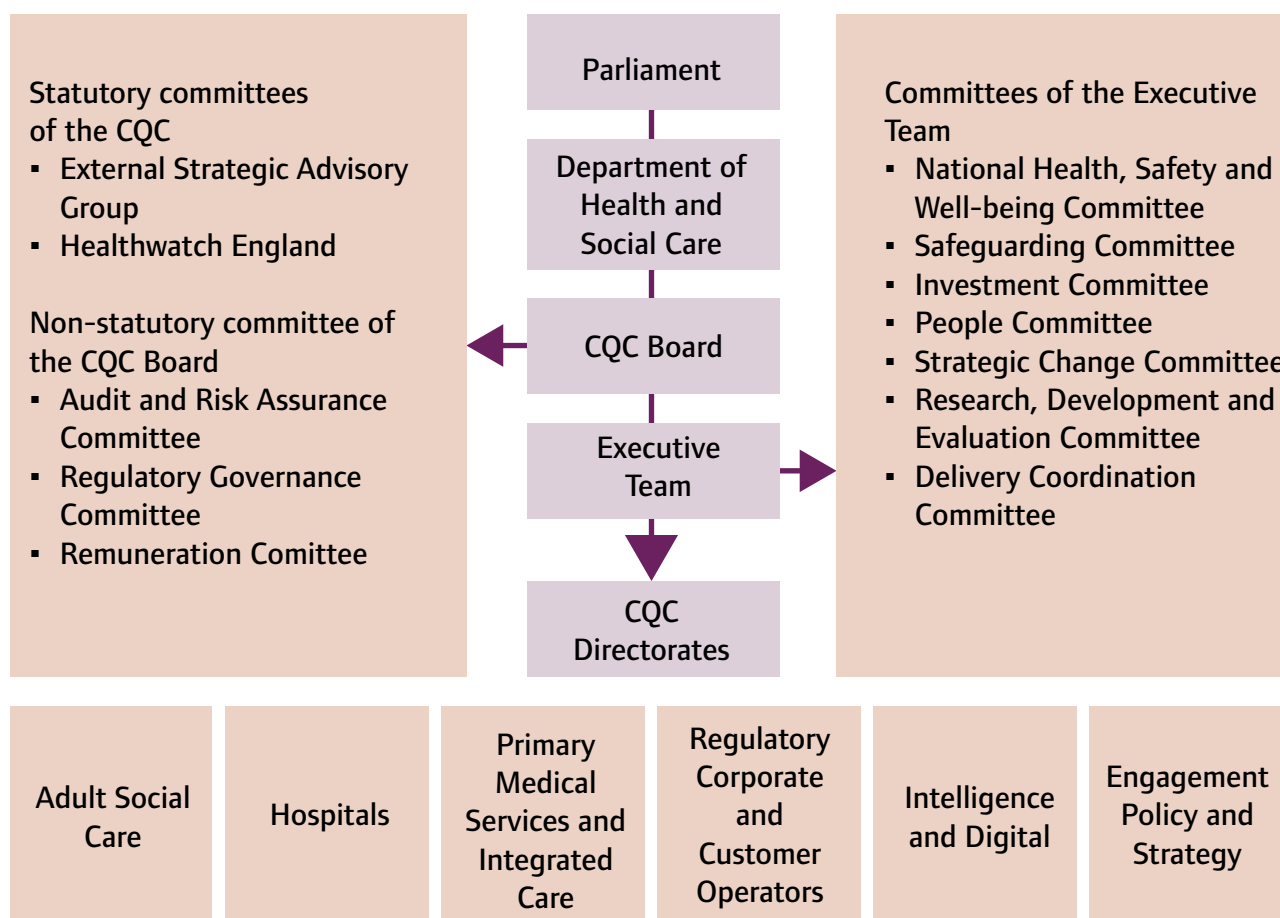 Statutory committees
of the CQC
▪ External Strategic Advisory
Group
▪ Healthwatch England
Non-statutory committee of
the CQC Board
▪ Audit and Risk Assurance
Committee
▪ Regulatory Governance
Committee
▪ Remuneration Comittee
Parliament
Department of
Health and
Social Care
CQC Board
Executive
Team
CQC
Directorates
Committees of the Executive
Team
▪ National Health, Safety and
Well-being Committee
▪ Safeguarding Committee
▪ Investment Committee
▪ People Committee
▪ Strategic Change Committee
▪ Research, Development and
Evaluation Committee
▪ Delivery Coordination
Committee
Adult Social
Care
Hospitals
Primary
Medical
Services and
Integrated
Care
Regulatory
Corporate
and
Customer
Operators
Intelligence
and Digital
Engagement
Policy and
Strategy